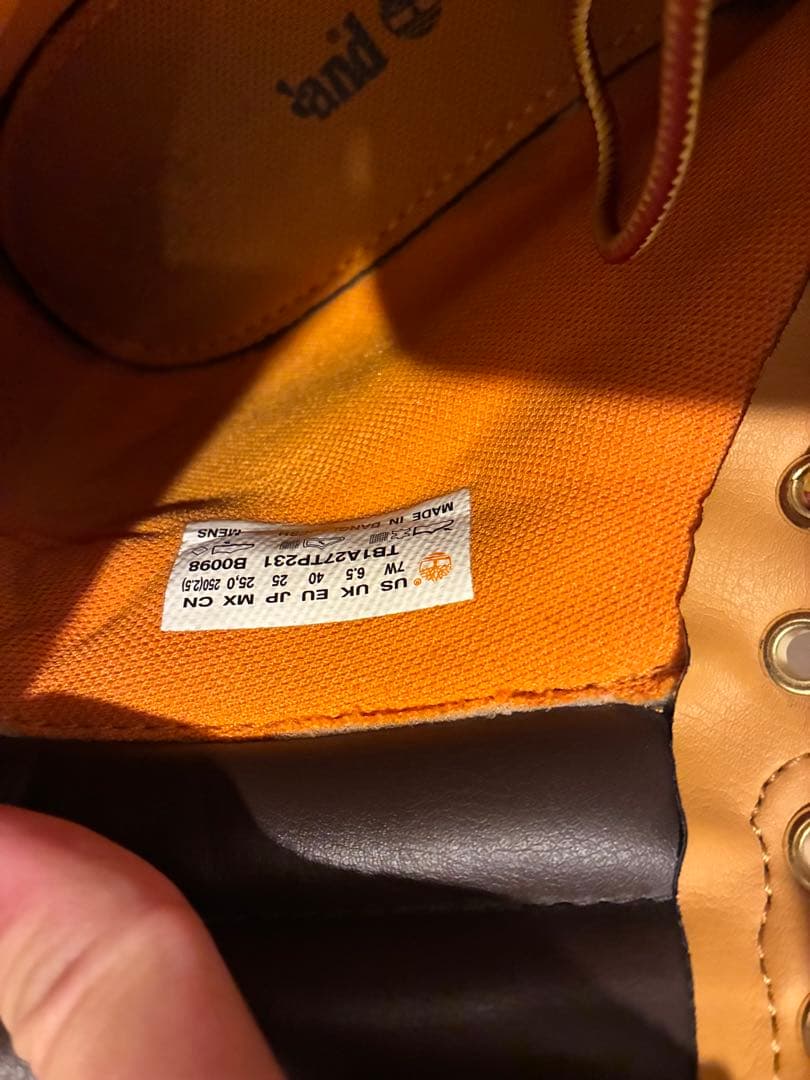 US UK EU JP MX CN
7W 6.5 40 25 25,0 250(2.5)
TB1A27TP231 B0098
MENS
MADE IN